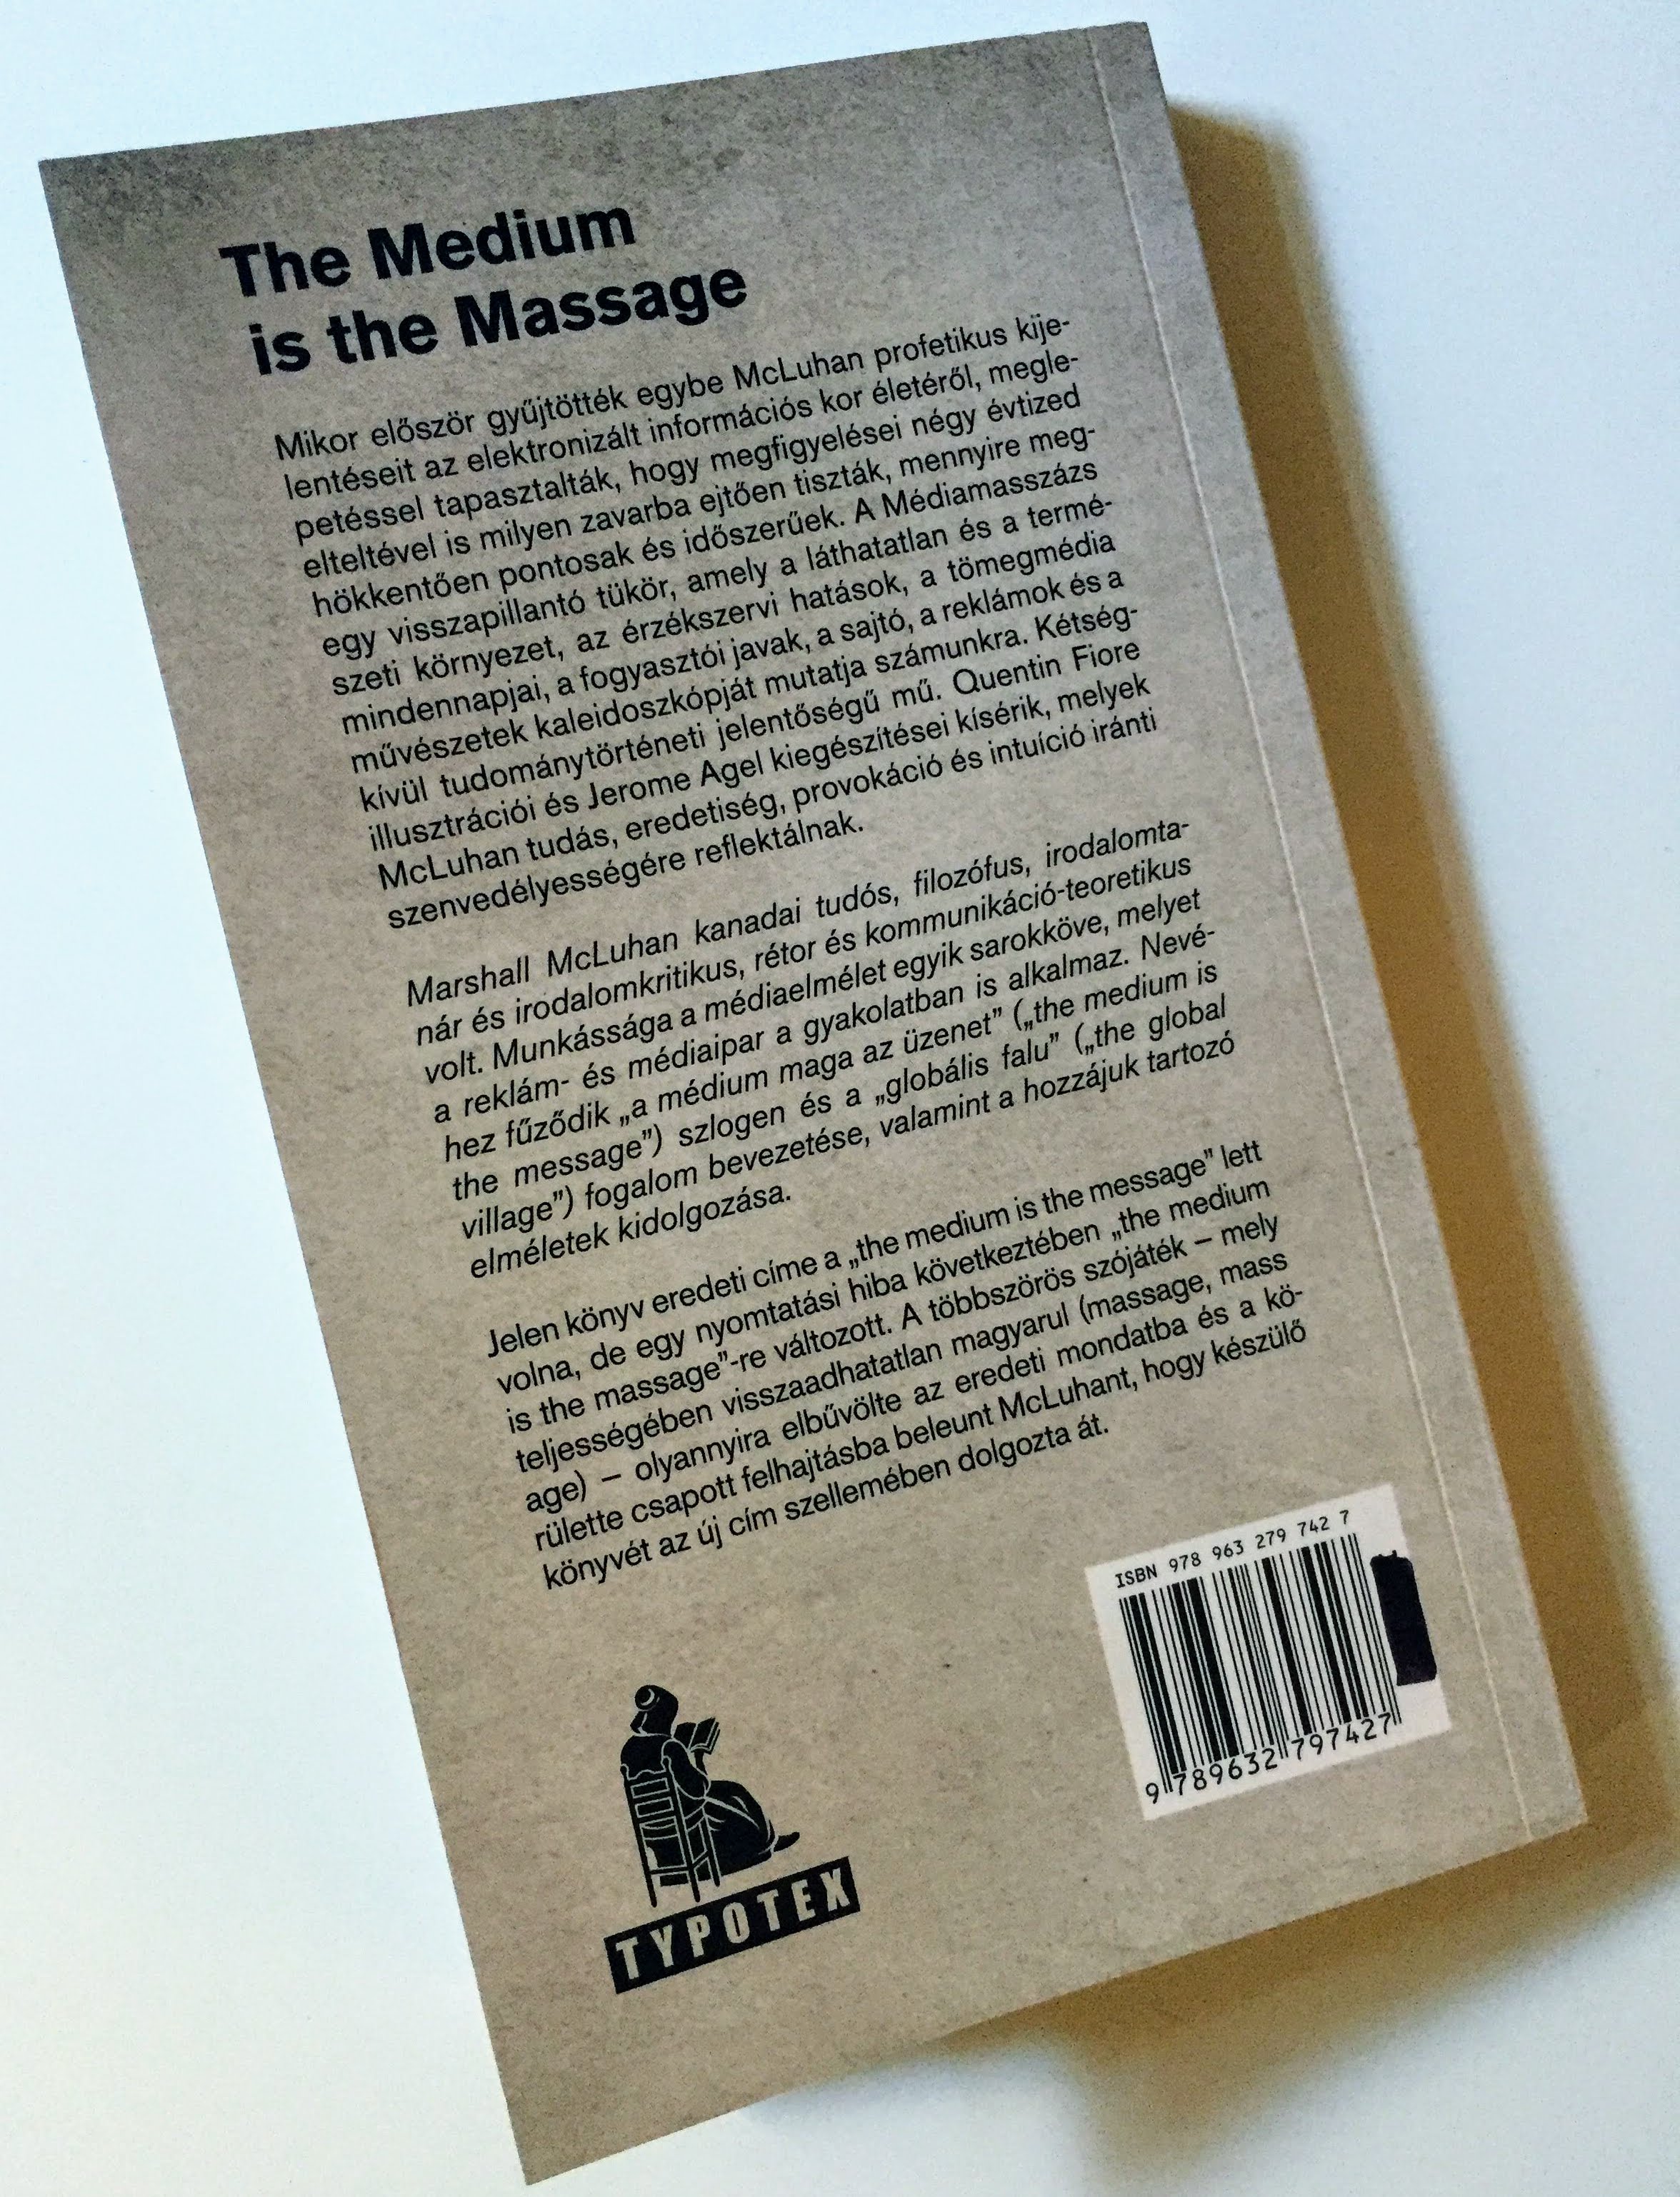 The Medium
is the Massage
Mikor először gyűjtötték egybe McLuhan profetikus kije-
lentéseit az elektronizált információs kor életéről, megle-
petéssel tapasztalták, hogy megfigyelései négy évtized
elteltével is milyen zavarba ejtően tiszták, mennyire meg-
hökkentően pontosak és időszerűek. A Médiamasszázs
egy visszapillantó tükör, amely a láthatatlan és a termé-
szeti környezet, az érzékszervi hatások, a tömegmédia
mindennapjai, a fogyasztói javak, a sajtó, a reklámok és a
művészetek kaleidoszkópját mutatja számunkra. Kétség-
kívül tudománytörténeti jelentőségű mű. Quentin Fiore
illusztrációi és Jerome Agel kiegészítései kísérik, melyek
McLuhan tudás, eredetiség, provokáció és intuíció iránti
szenvedélyességére reflektálnak.
Marshall McLuhan kanadai tudós, filozófus, irodalomta-
nár és irodalomkritikus, rétor és kommunikáció-teoretikus
volt. Munkássága a médiaelmélet egyik sarokköve, melyet
a reklám- és médiaipar a gyakolatban is alkalmaz. Nevé-
hez fűződik „a médium maga az üzenet” („the medium is
the message”) szlogen és a „globális falu” („the global
village”) fogalom bevezetése, valamint a hozzájuk tartozó
elméletek kidolgozása.
Jelen könyv eredeti címe a „the medium is the message” lett
volna, de egy nyomtatási hiba következtében „the medium
is the massage”-re változott. A többszörös szójáték – mely
teljességében visszaadhatatlan magyarul (massage, mass
age) – olyannyira elbűvölte az eredeti mondatba és a kö-
rülette csapott felhajtásba beleunt McLuhant, hogy készülő
könyvét az új cím szellemében dolgozta át.
ISBN 978 963 279 742 7
9 789632 797427
TYPOTEX